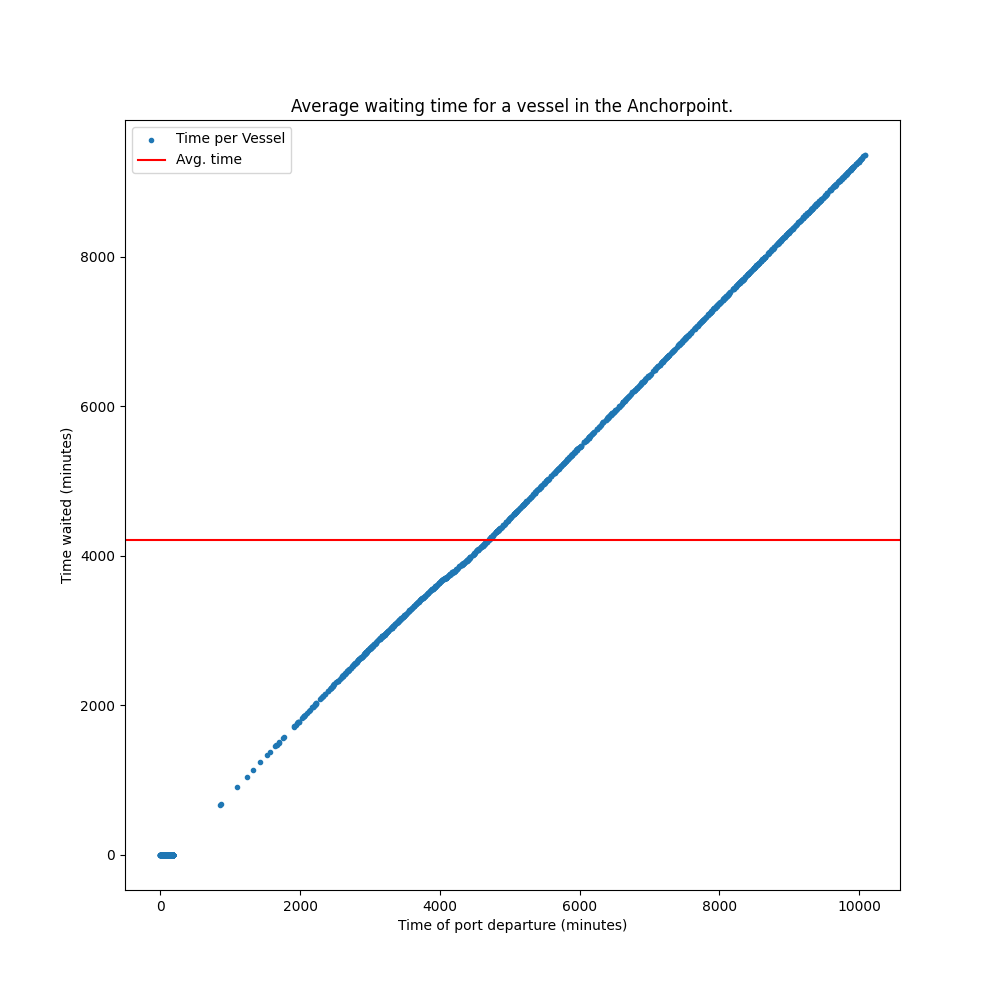 Average waiting time for a vessel in the Anchorpoint.
Time per Vessel
Avg. time
8000
6000
4000
2000
0
Time waited (minutes)
0 2000 4000 6000 8000 10000
Time of port departure (minutes)